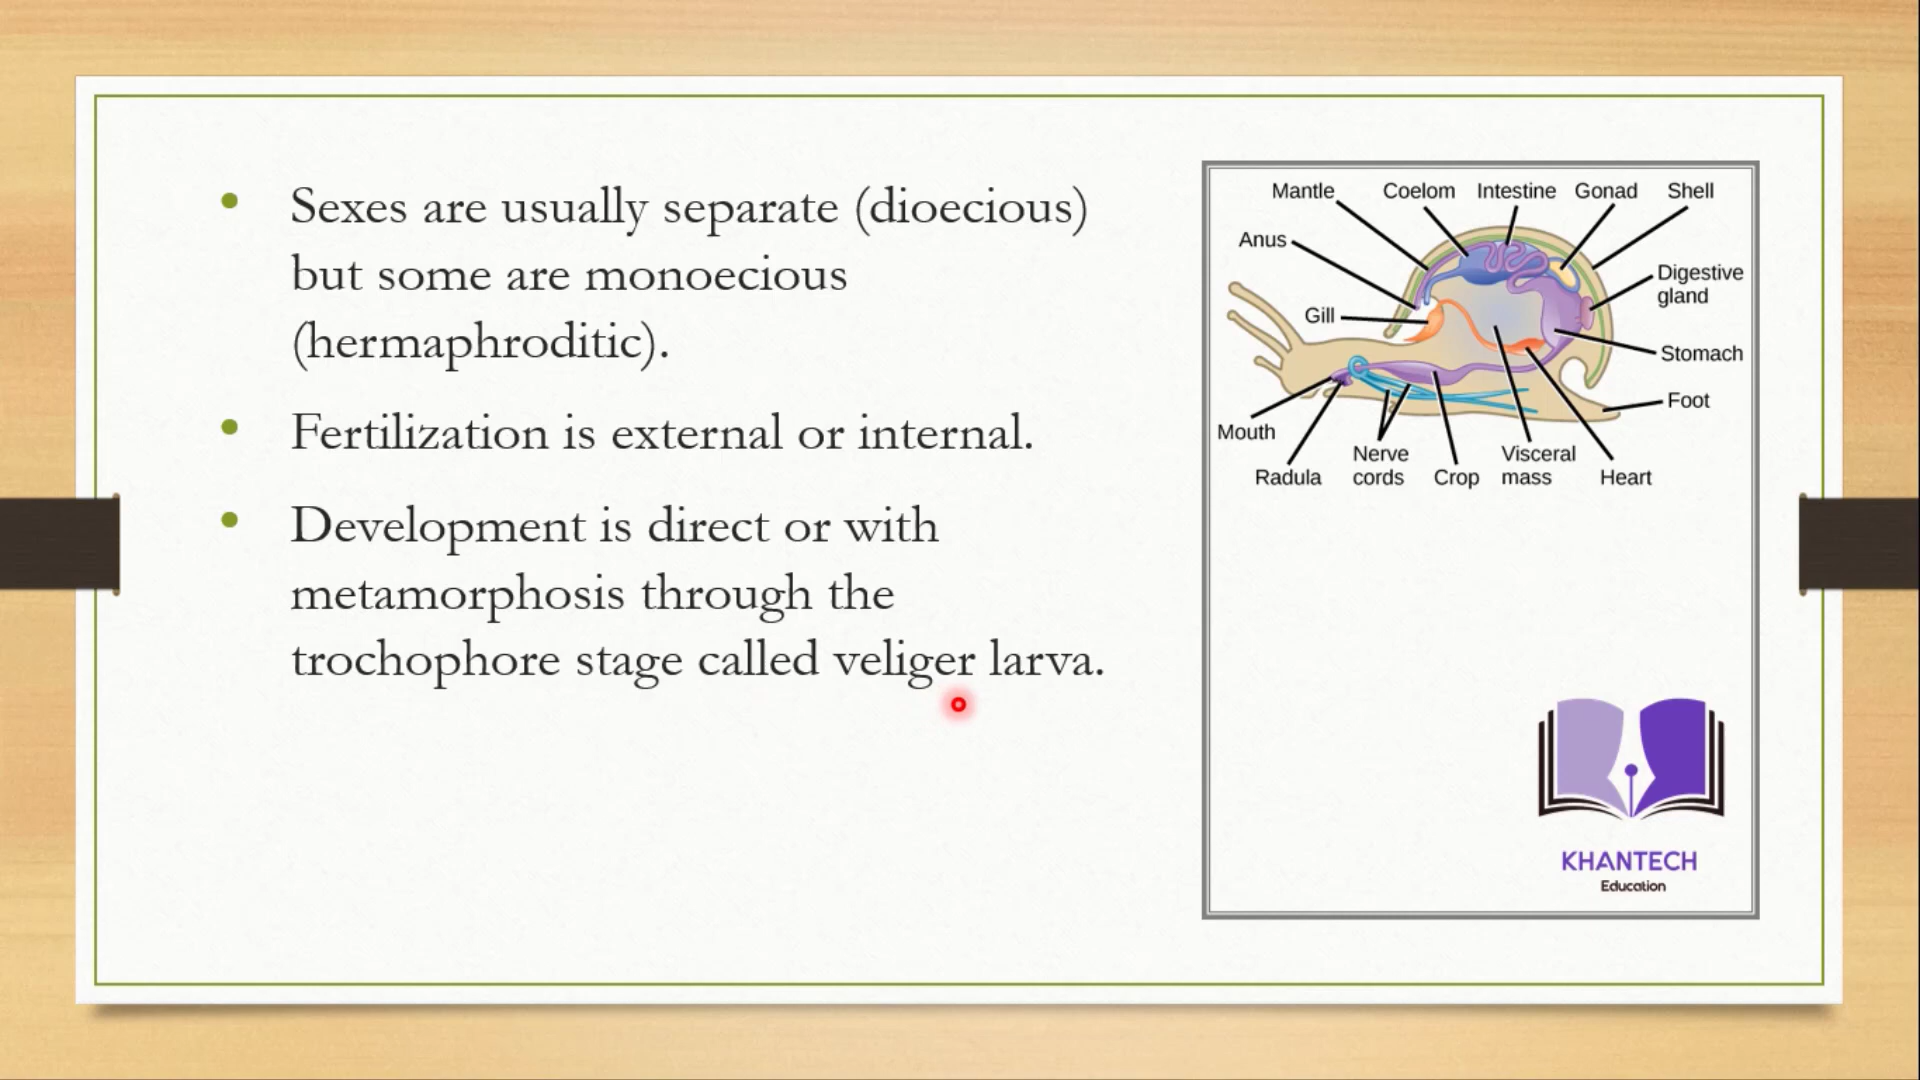 Sexes are usually separate (dioecious)
but some are monoecious
(hermaphroditic).
Fertilization is external or internal.
Development is direct or with
metamorphosis through the
trochophore stage called veliger larva.
Mantle Coelom Intestine Gonad Shell
Anus
Digestive
gland
Gill
Stomach
Foot
Mouth
Nerve
cords
Visceral
mass
Radula
Crop
Heart
KHANTECH
Education